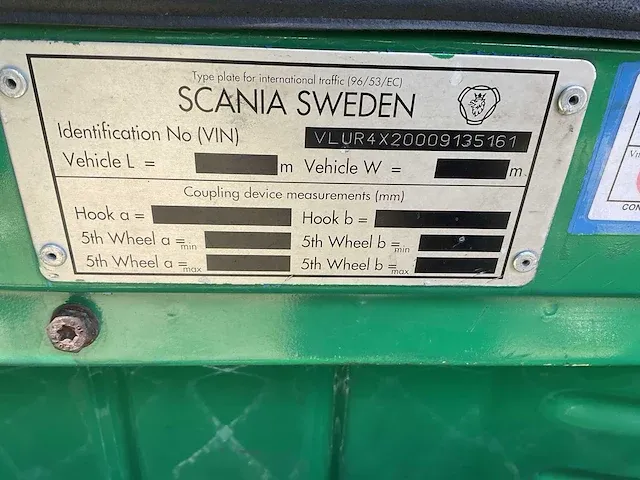 Type plate for international traffic (96/53/EC)
SCANIA SWEDEN
Identification No (VIN) VLUR4X20009135161
Vehicle L = m Vehicle W = m
Coupling device measurements (mm)
Hook a = Hook b =
5th Wheel a = min 5th Wheel b = min
5th Wheel a = max 5th Wheel b = max
CON